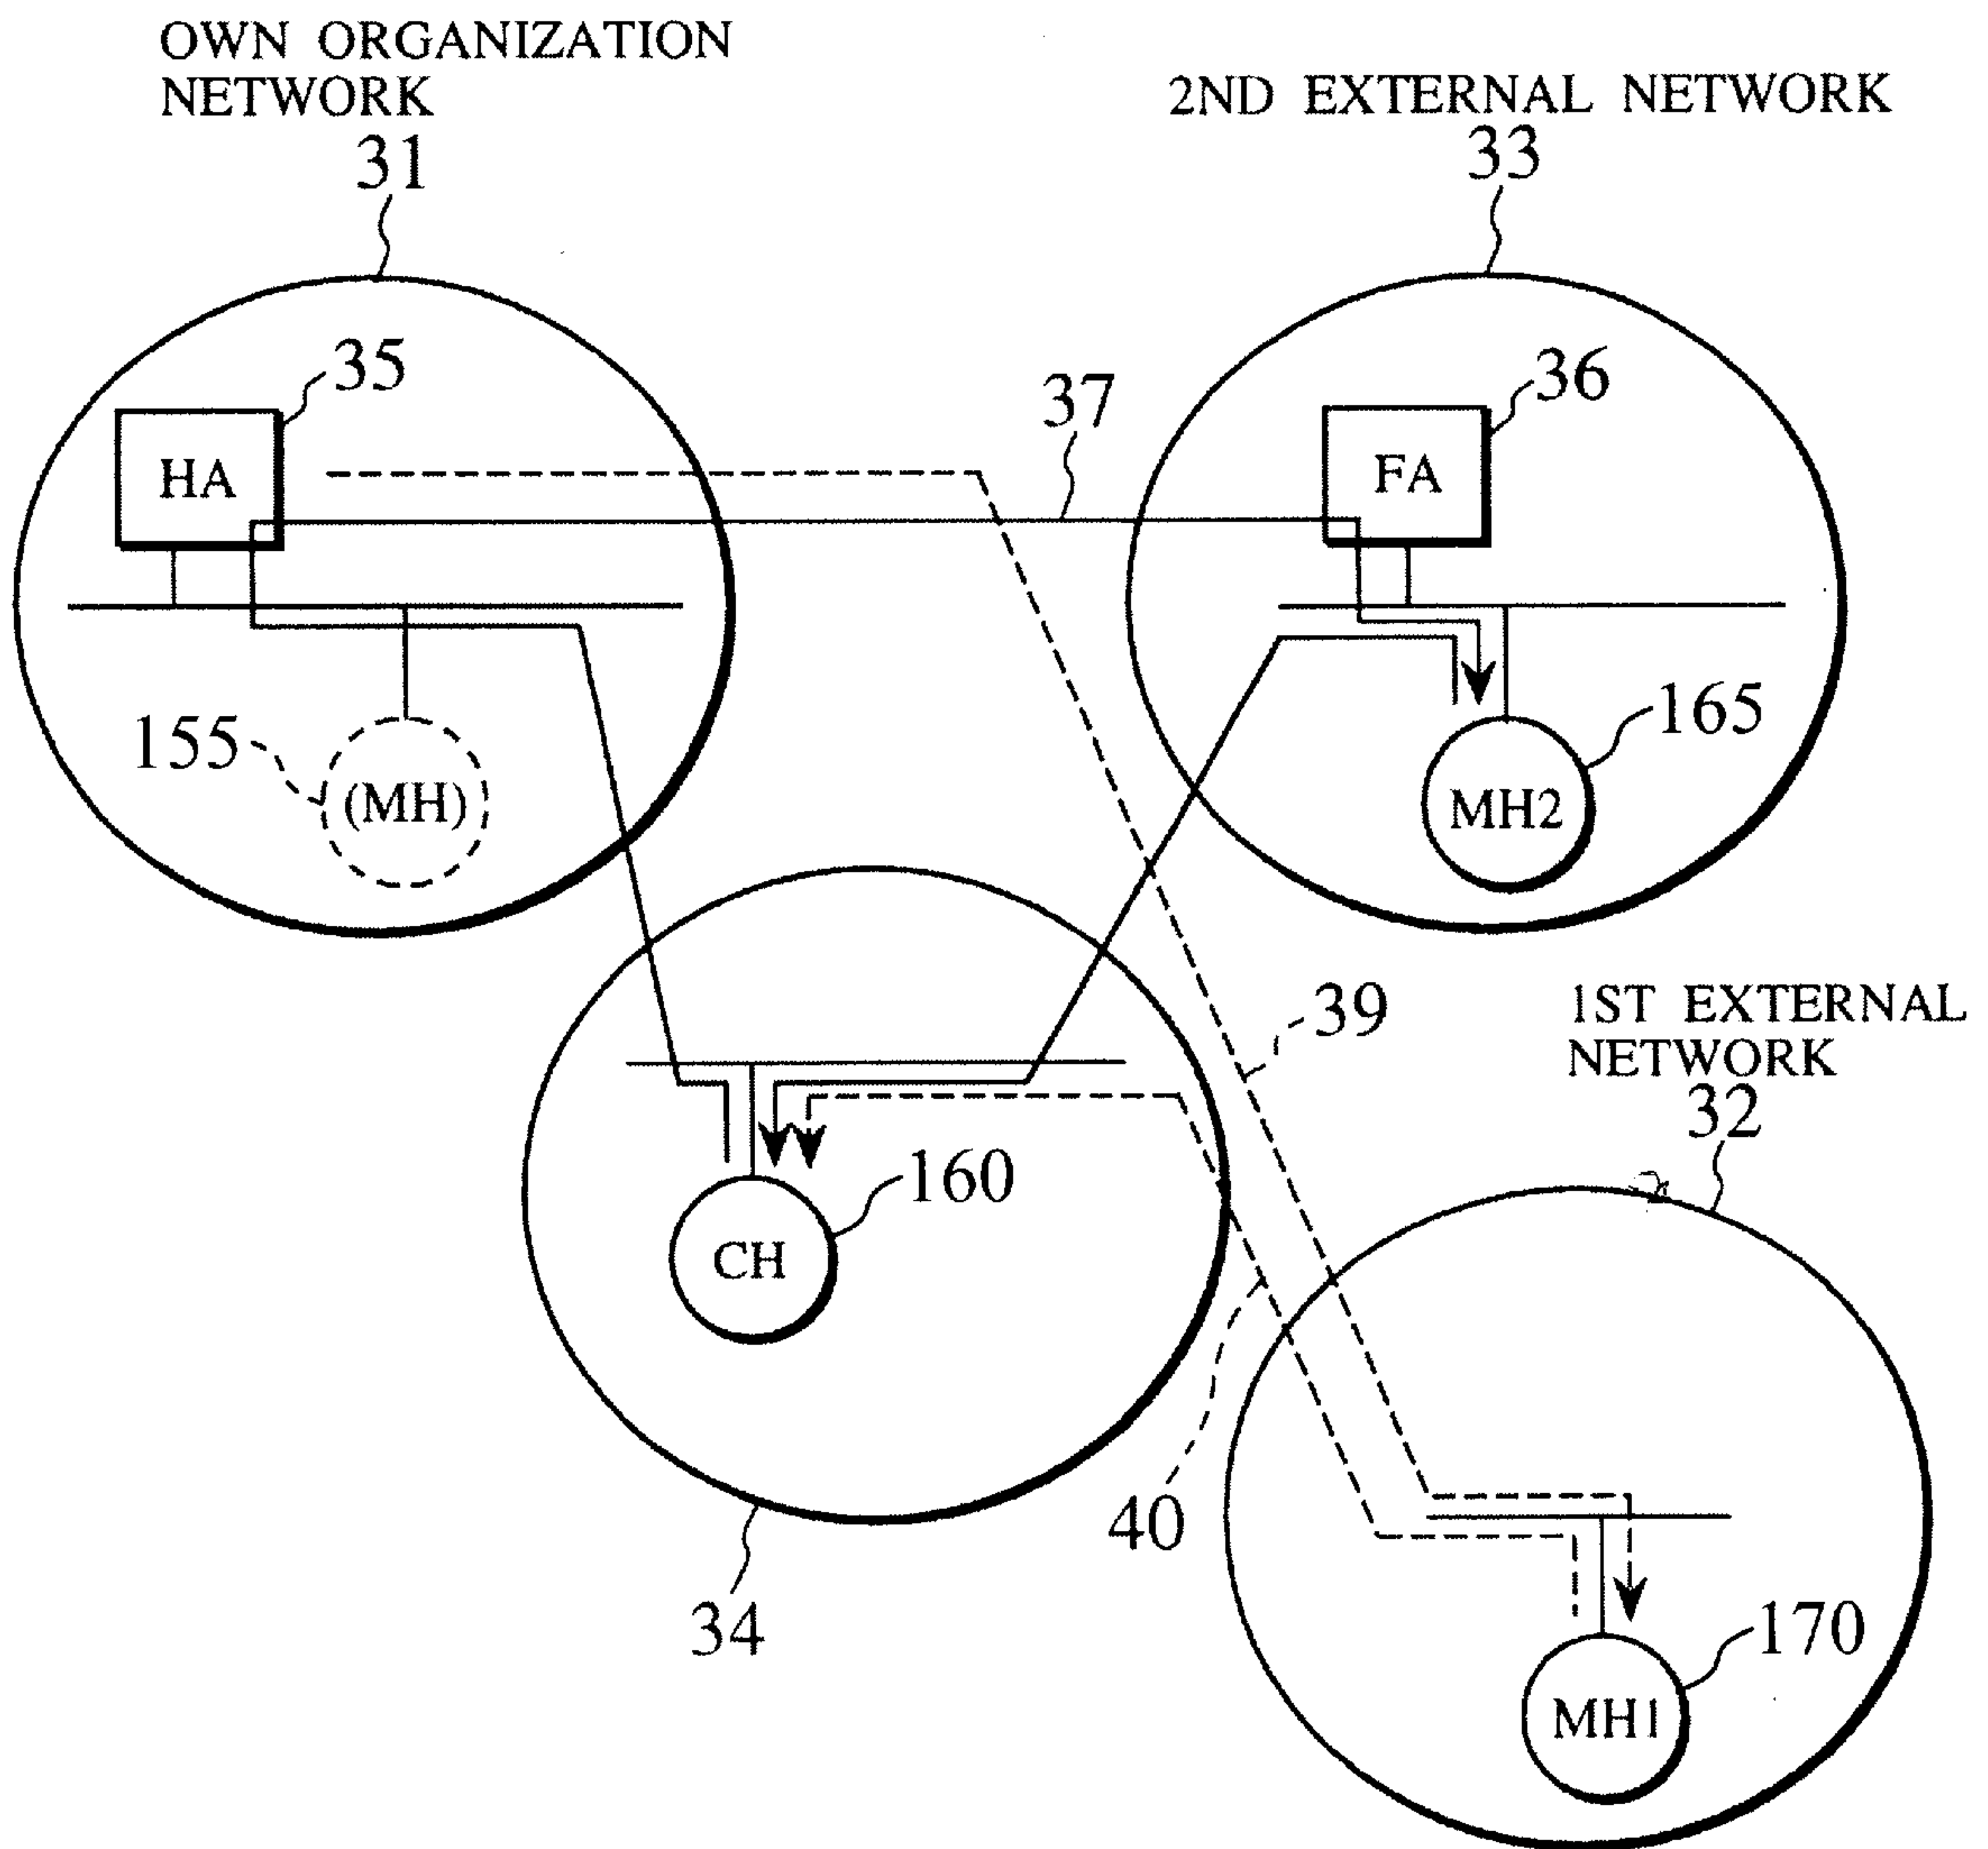 OWN ORGANIZATION
NETWORK
31
2ND EXTERNAL NETWORK
33
35
HA
37
36
FA
155
(MH)
165
MH2
39
1ST EXTERNAL
NETWORK
32
160
CH
40
34
170
MH1